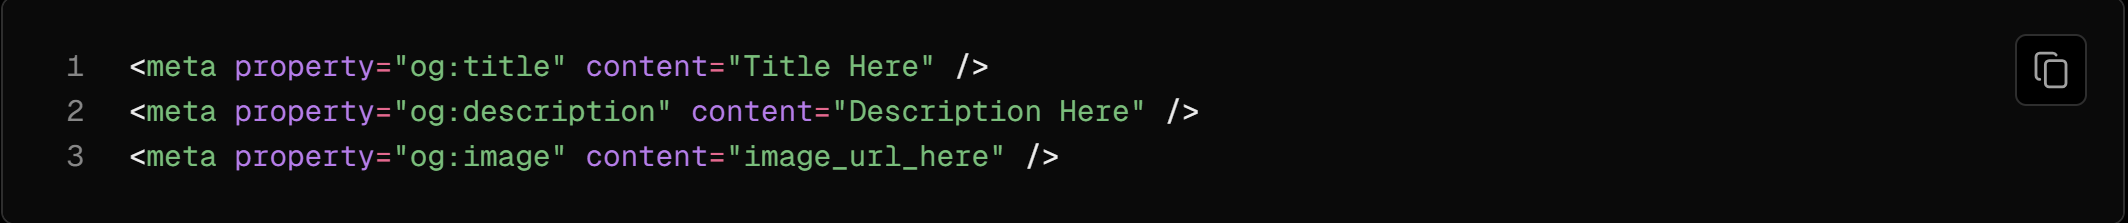 1 <meta property="og:title" content="Title Here" />
2 <meta property="og:description" content="Description Here" />
3 <meta property="og:image" content="image_url_here" />